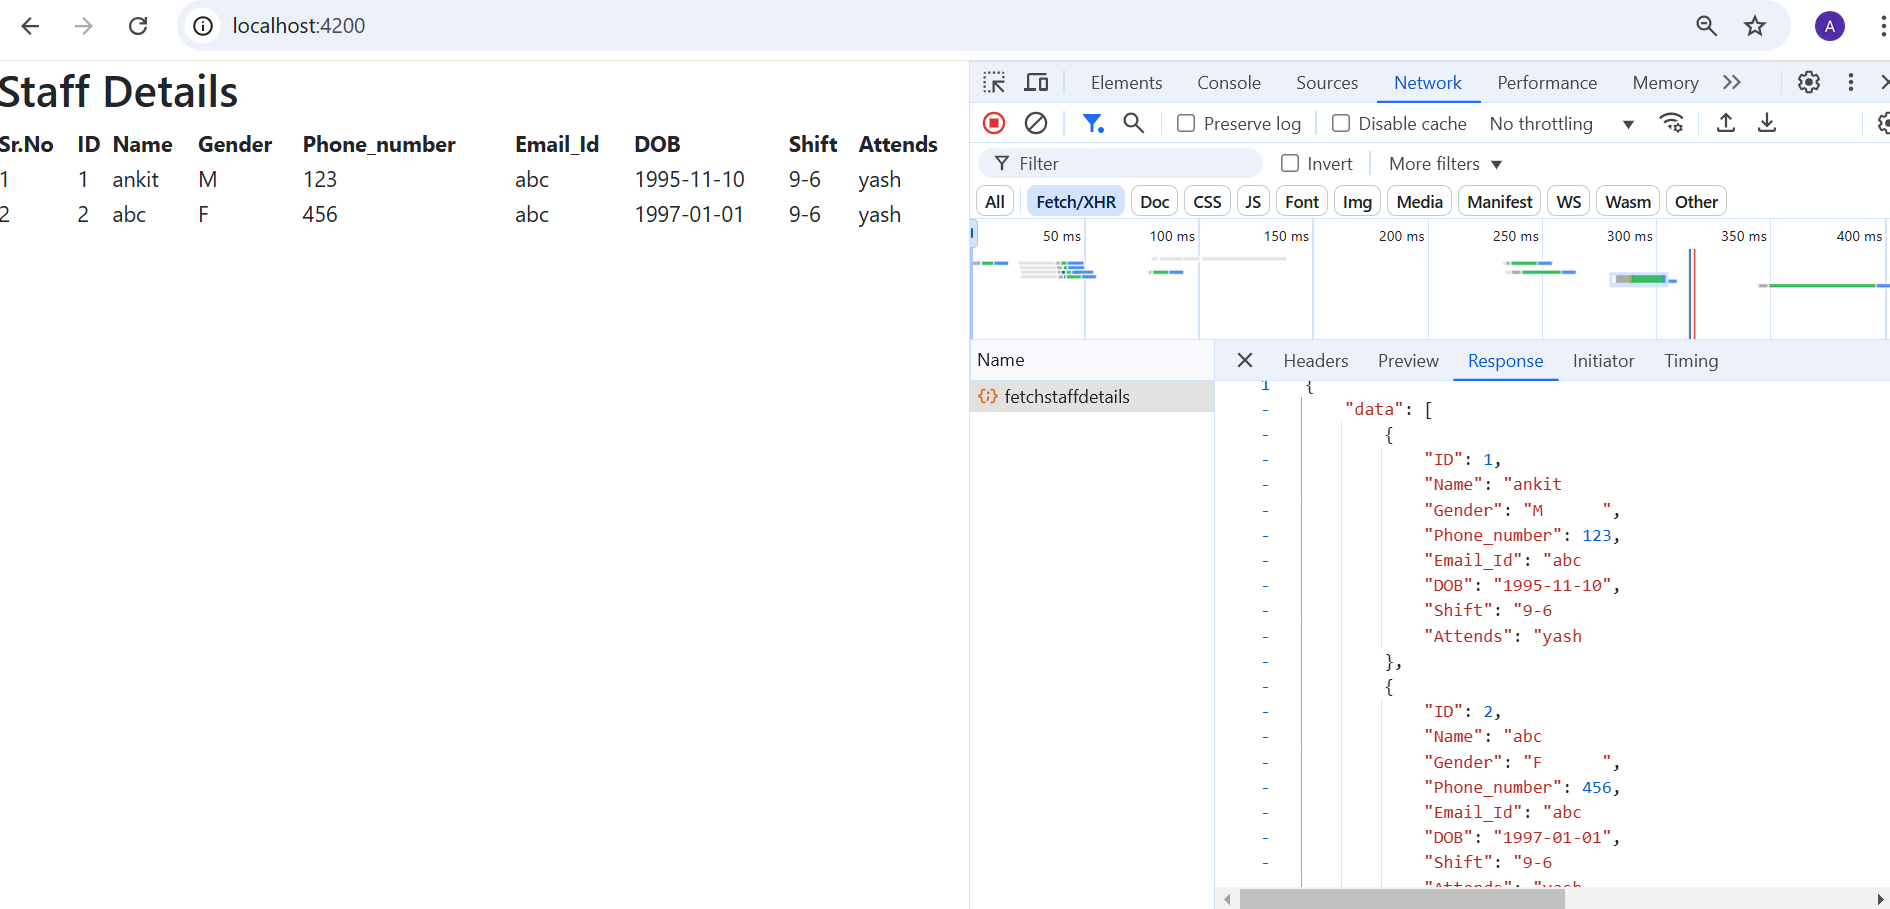 localhost:4200
A
Staff Details
Sr.No ID Name Gender Phone_number Email_Id DOB Shift Attends
1 1 ankit M 123 abc 1995-11-10 9-6 yash
2 2 abc F 456 abc 1997-01-01 9-6 yash
Elements Console Sources Network Performance Memory
Preserve log Disable cache No throttling
Filter Invert More filters
All Fetch/XHR Doc CSS JS Font Img Media Manifest WS Wasm Other
50 ms 100 ms 150 ms 200 ms 250 ms 300 ms 350 ms 400 ms
Name
fetchstaffdetails
Headers Preview Response Initiator Timing
1 {
- "data": [
- {
- "ID": 1,
- "Name": "ankit
- "Gender": "M      ",
- "Phone_number": 123,
- "Email_Id": "abc
- "DOB": "1995-11-10",
- "Shift": "9-6
- "Attends": "yash
- },
- {
- "ID": 2,
- "Name": "abc
- "Gender": "F      ",
- "Phone_number": 456,
- "Email_Id": "abc
- "DOB": "1997-01-01",
- "Shift": "9-6
"Attends": "yash